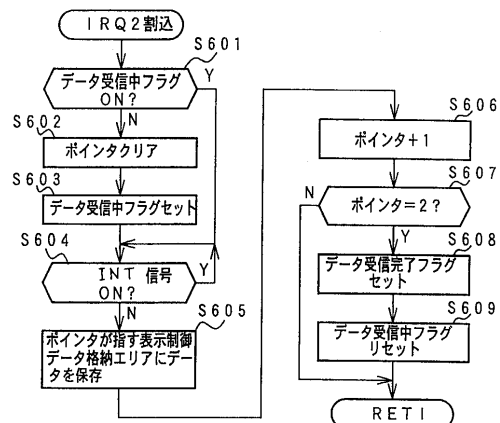 IRQ2割込
S601
データ受信中フラグ
ON?
Y
N
S602
ポインタクリア
S603
データ受信中フラグセット
S604
INT 信号
ON?
Y
N
S605
ポインタが指す表示制御
データ格納エリアにデー
タを保存
S606
ポインタ+1
S607
ポインタ=2?
N
Y
S608
データ受信完了フラグ
セット
S609
データ受信中フラグ
リセット
RETI